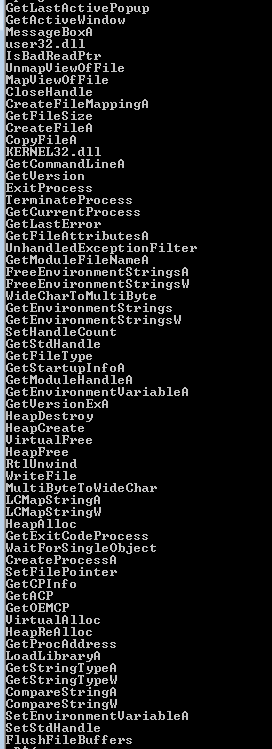 GetLastActivePopup
GetActiveWindow
MessageBoxA
user32.dll
IsBadReadPtr
UnmapViewOfFile
MapViewOfFile
CloseHandle
CreateFileMappingA
GetFileSize
CreateFileA
CopyFileA
KERNEL32.dll
GetCommandLineA
GetVersion
ExitProcess
TerminateProcess
GetCurrentProcess
GetLastError
GetFileAttributesA
UnhandledExceptionFilter
GetModuleFileNameA
FreeEnvironmentStringsA
FreeEnvironmentStringsW
WideCharToMultiByte
GetEnvironmentStrings
GetEnvironmentStringsW
SetHandleCount
GetStdHandle
GetFileType
GetStartupInfoA
GetModuleHandleA
GetEnvironmentVariableA
GetVersionExA
HeapDestroy
HeapCreate
VirtualFree
HeapFree
RtlUnwind
WriteFile
MultiByteToWideChar
LCMapStringA
LCMapStringW
HeapAlloc
GetExitCodeProcess
WaitForSingleObject
CreateProcessA
SetFilePointer
GetCPInfo
GetACP
GetOEMCP
VirtualAlloc
HeapReAlloc
GetProcAddress
LoadLibraryA
GetStringTypeA
GetStringTypeW
CompareStringA
CompareStringW
SetEnvironmentVariableA
SetStdHandle
FlushFileBuffers